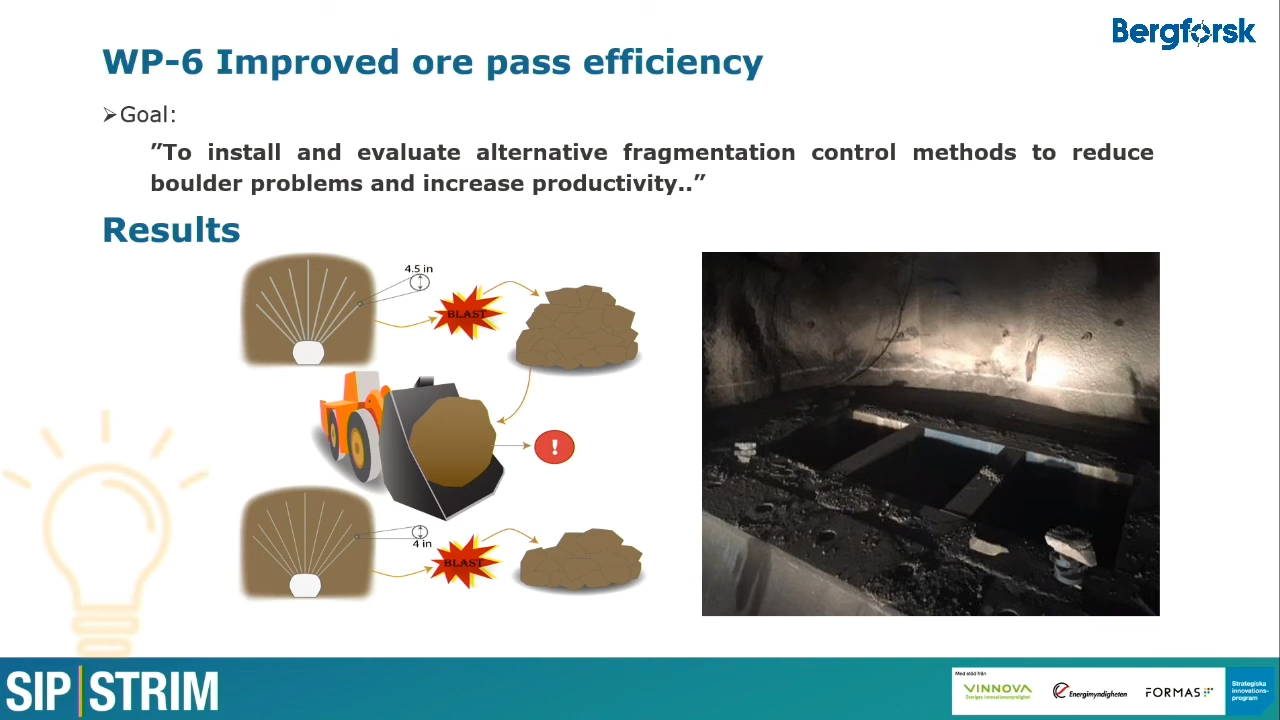 Bergforsk
WP-6 Improved ore pass efficiency
➢Goal:
”To install and evaluate alternative fragmentation control methods to reduce
boulder problems and increase productivity..”
Results
4.5 in
BLAST
!
4 in
BLAST
SIP|STRIM
Med stöd från
VINNOVA
Sveriges innovationsmyndighet
Energimyndigheten
FORMAS
Strategiska
innovations-
program